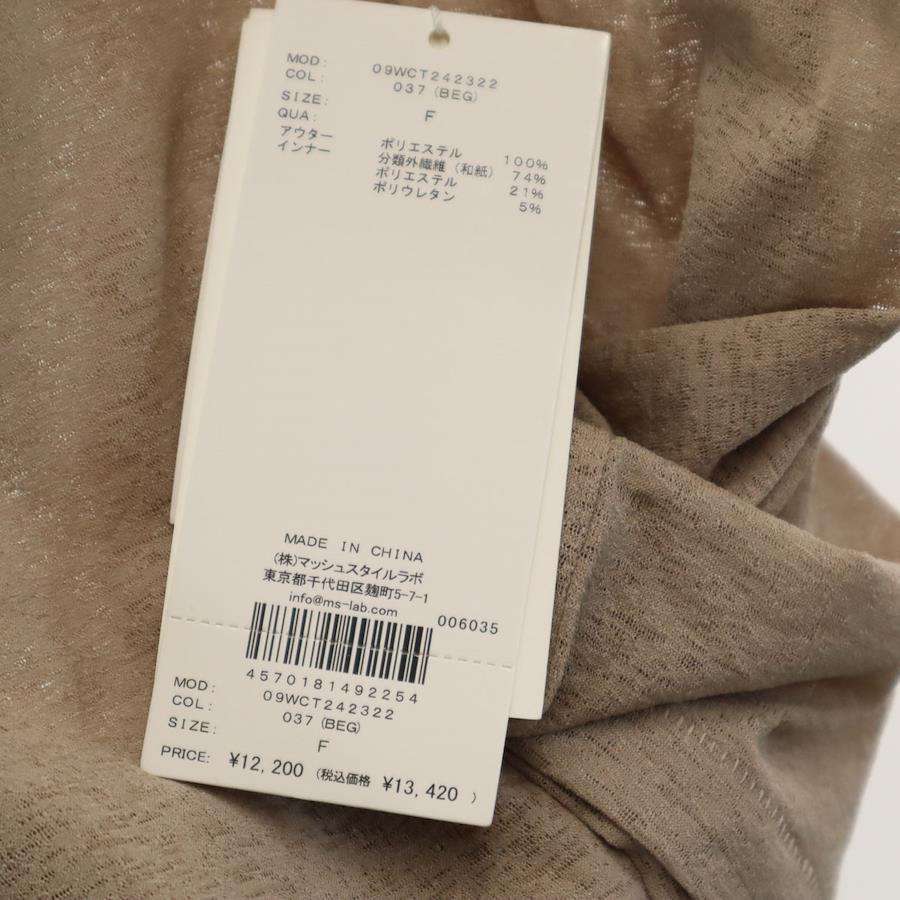 MOD: 09WCT242322
COL: 037 (BEG)
SIZE: F
QUA:
アウター ポリエステル 100%
インナー 分類外繊維 (和紙) 74%
ポリエステル 21%
ポリウレタン 5%
MADE IN CHINA
(株)マッシュスタイルラボ
東京都千代田区麹町5-7-1
info@ms-lab.com
006035
4570181492254
MOD: 09WCT242322
COL: 037 (BEG)
SIZE: F
PRICE: ¥12,200 (税込価格 ¥13,420 )